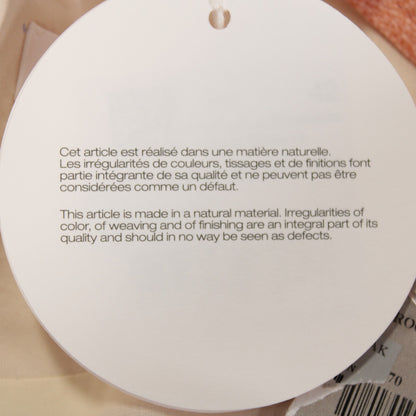 Cet article est réalisé dans une matière naturelle.
Les irrégularités de couleurs, tissages et de finitions font
partie intégrante de sa qualité et ne peuvent pas être
considérées comme un défaut.
This article is made in a natural material. Irregularities of
color, of weaving and of finishing are an integral part of its
quality and should in no way be seen as defects.
70